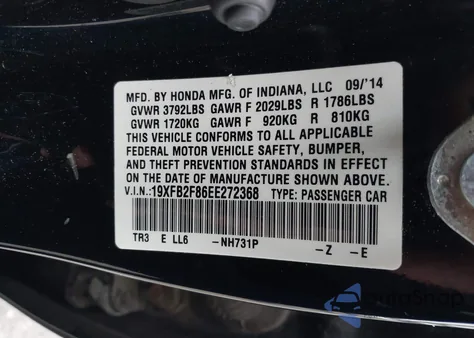 MFD. BY HONDA MFG. OF INDIANA, LLC 09/'14
GVWR 3792LBS GAWR F 2029LBS R 1786LBS
GVWR 1720KG GAWR F 920KG R 810KG
THIS VEHICLE CONFORMS TO ALL APPLICABLE
FEDERAL MOTOR VEHICLE SAFETY, BUMPER,
AND THEFT PREVENTION STANDARDS IN EFFECT
ON THE DATE OF MANUFACTURE SHOWN ABOVE.
V.I.N.:19XFB2F86EE272368 TYPE: PASSENGER CAR
TR3 E LL6 -NH731P -Z -E
AutoSnap